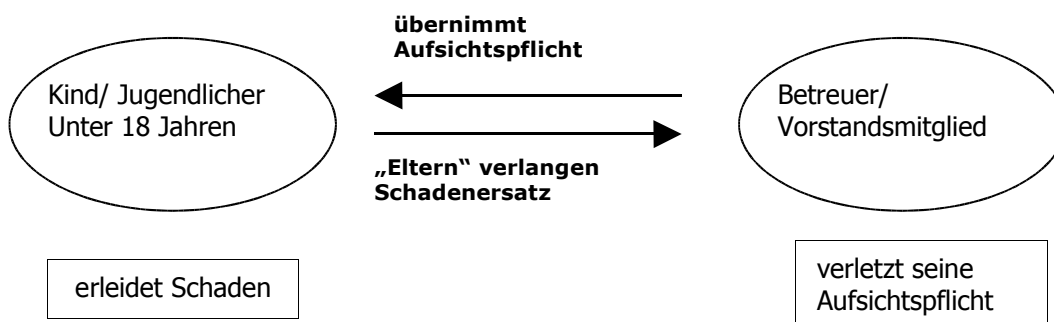 übernimmt
Aufsichtspflicht
Kind/ Jugendlicher
Unter 18 Jahren
Betreuer/
Vorstandsmitglied
„Eltern“ verlangen
Schadenersatz
erleidet Schaden
verletzt seine
Aufsichtspflicht